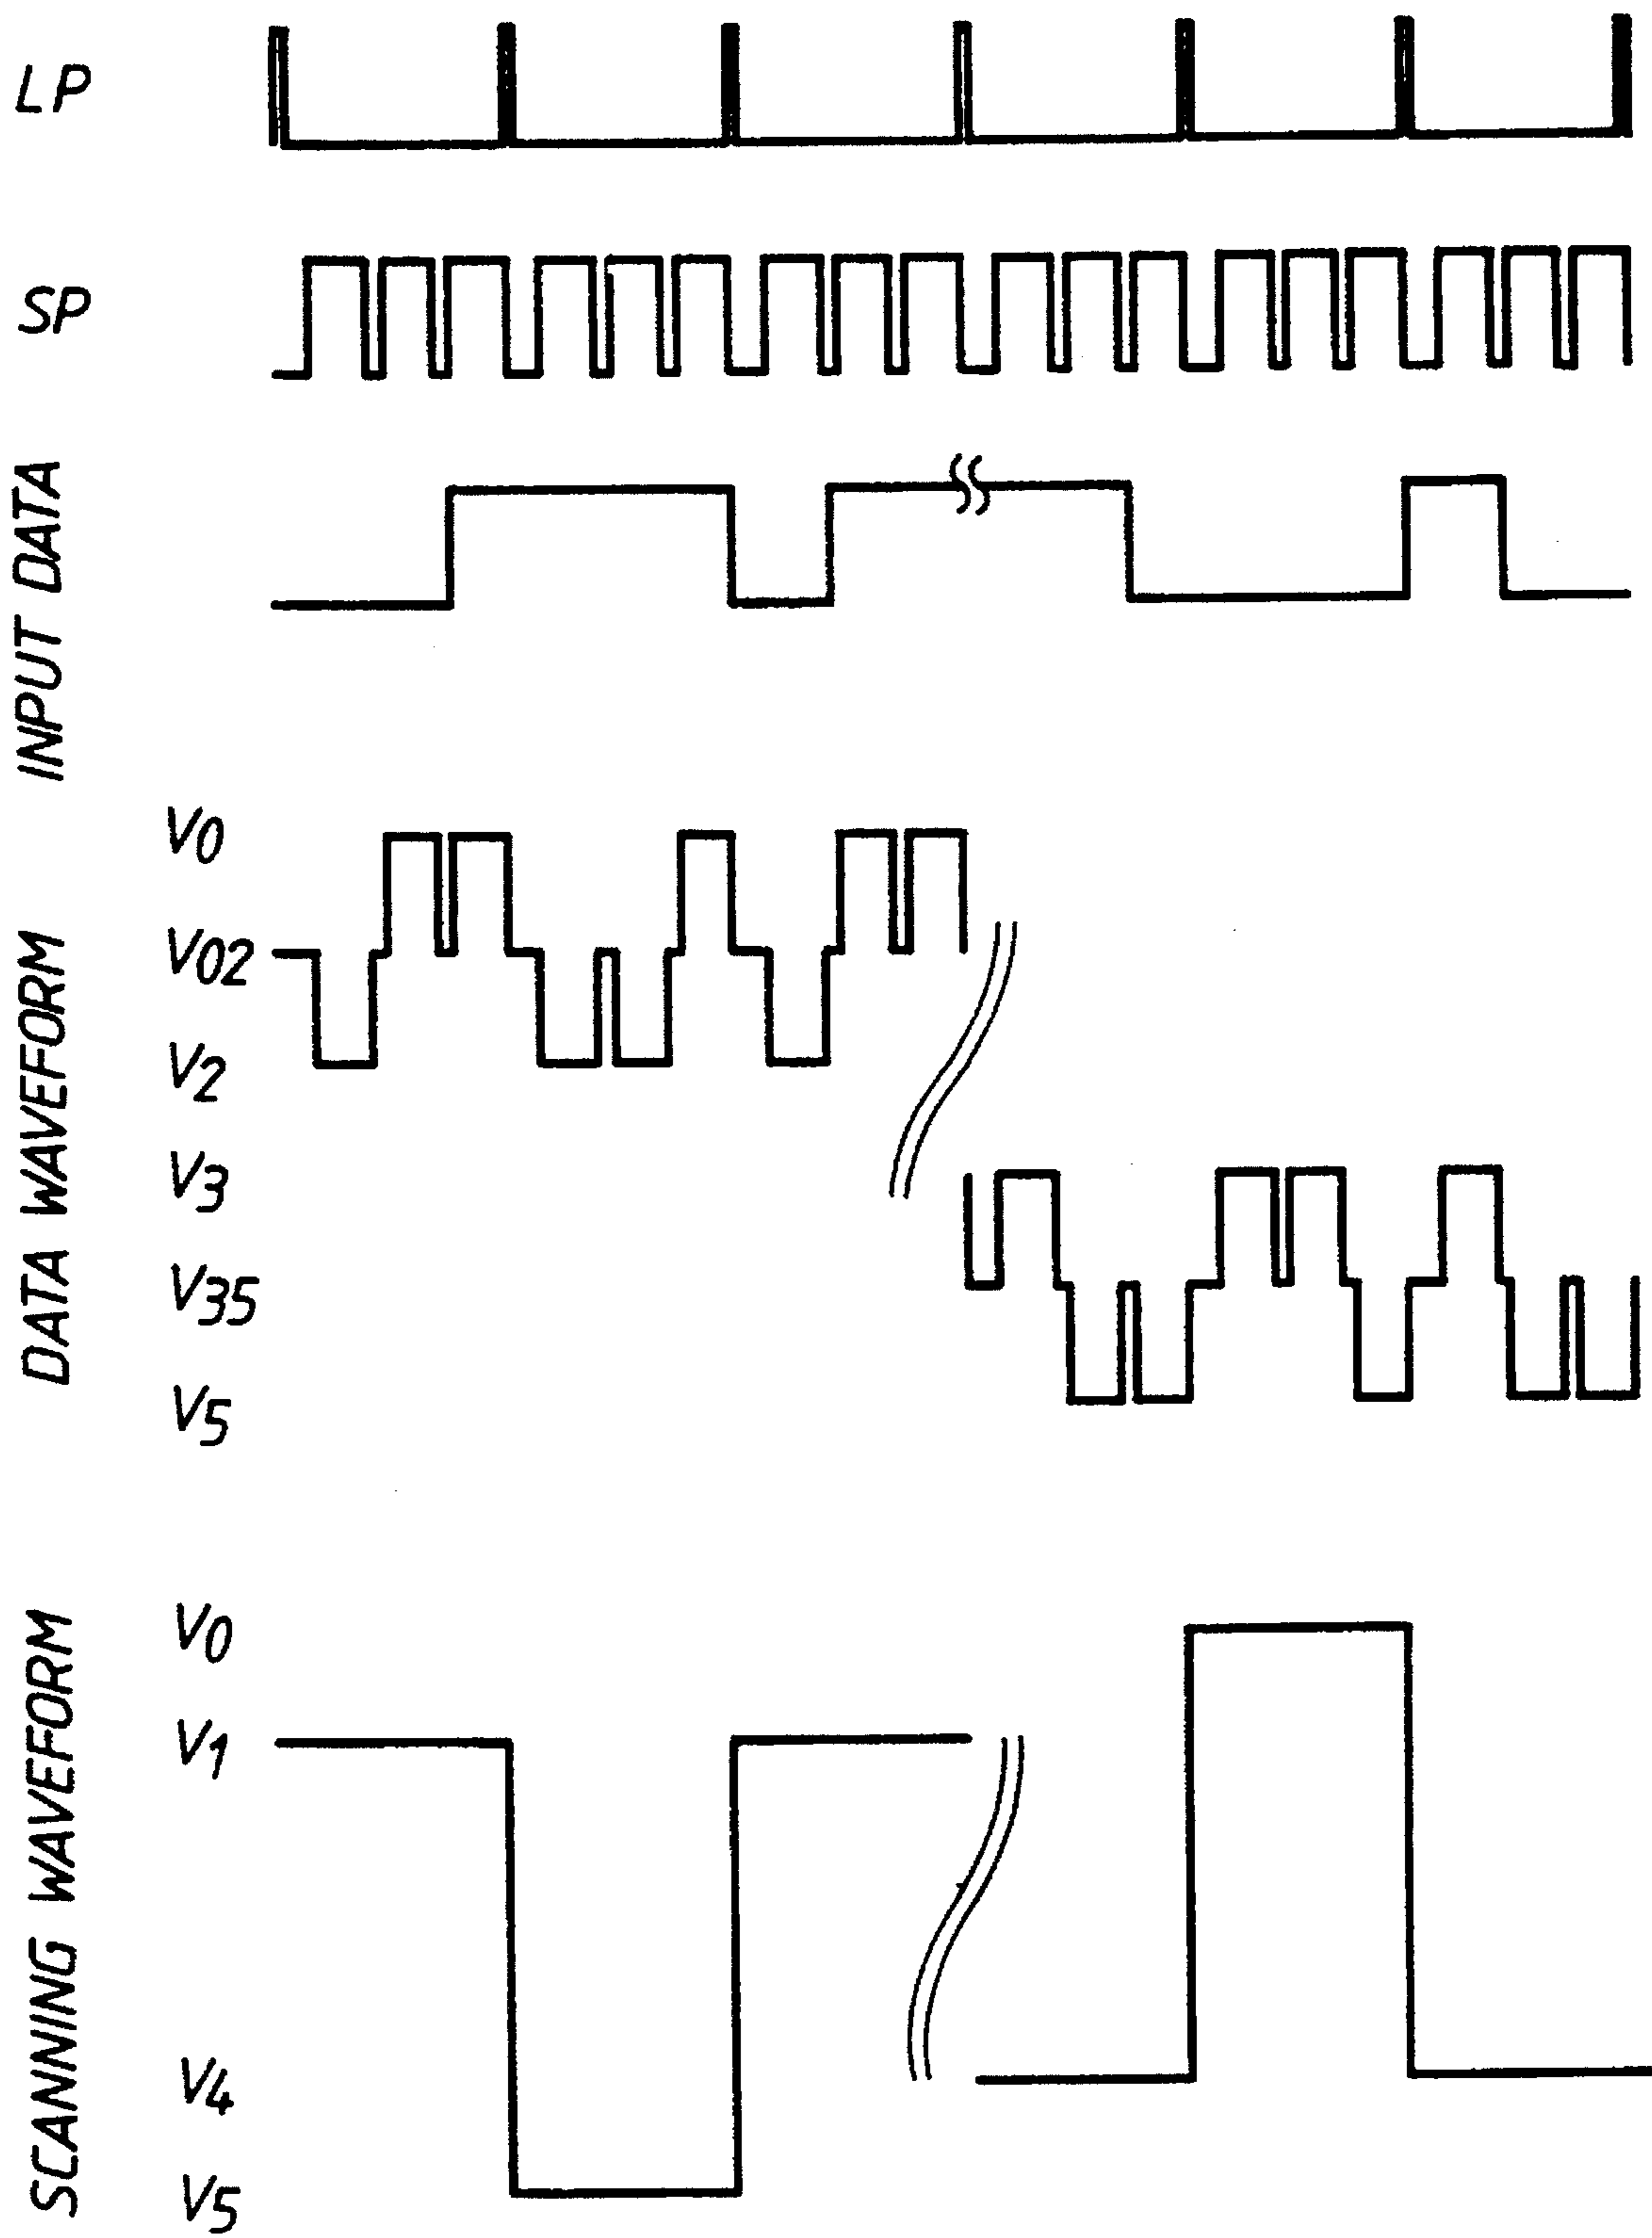 LP
SP
INPUT DATA
DATA WAVEFORM
V0
V02
V2
V3
V35
V5
SCANNING WAVEFORM
V0
V1
V4
V5